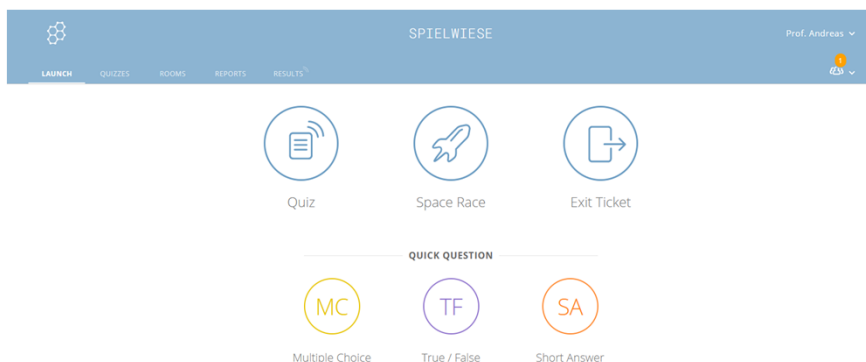 SPIELWIESE
Prof. Andreas
LAUNCH QUIZZES ROOMS REPORTS RESULTS
1
Quiz Space Race Exit Ticket
QUICK QUESTION
MC TF SA
Multiple Choice True / False Short Answer